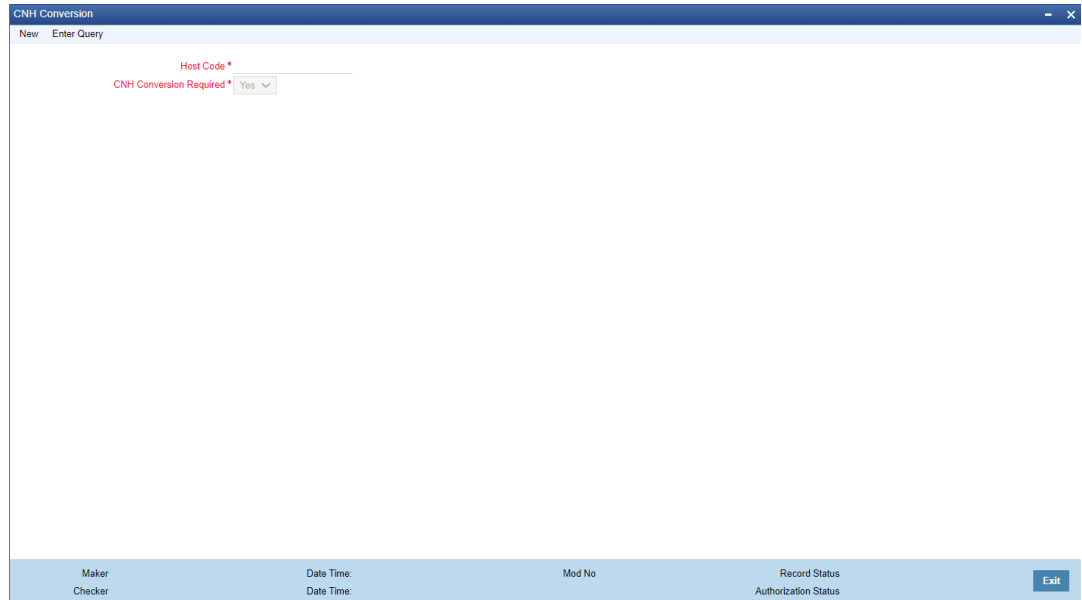 CNH Conversion
New Enter Query
Host Code *
CNH Conversion Required * Yes
Maker Date Time: Mod No Record Status
Checker Date Time: Authorization Status
Exit